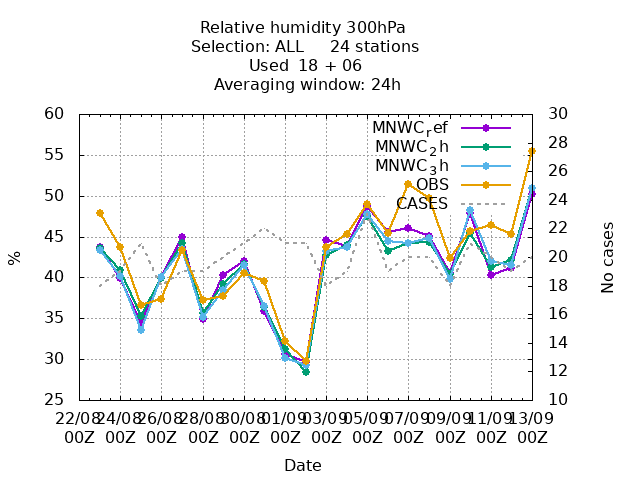 Relative humidity 300hPa
Selection: ALL 24 stations
Used 18 + 06
Averaging window: 24h
60 30
MNWCref
28
MNWC2h
55 26
MNWC3h
OBS
50 24
CASES
45 22
20
40 18
35 16
14
30 12
25 10
% No cases
22/08 24/08 26/08 28/08 30/08 01/09 03/09 05/09 07/09 09/09 11/09 13/09
00Z 00Z 00Z 00Z 00Z 00Z 00Z 00Z 00Z 00Z 00Z 00Z
Date